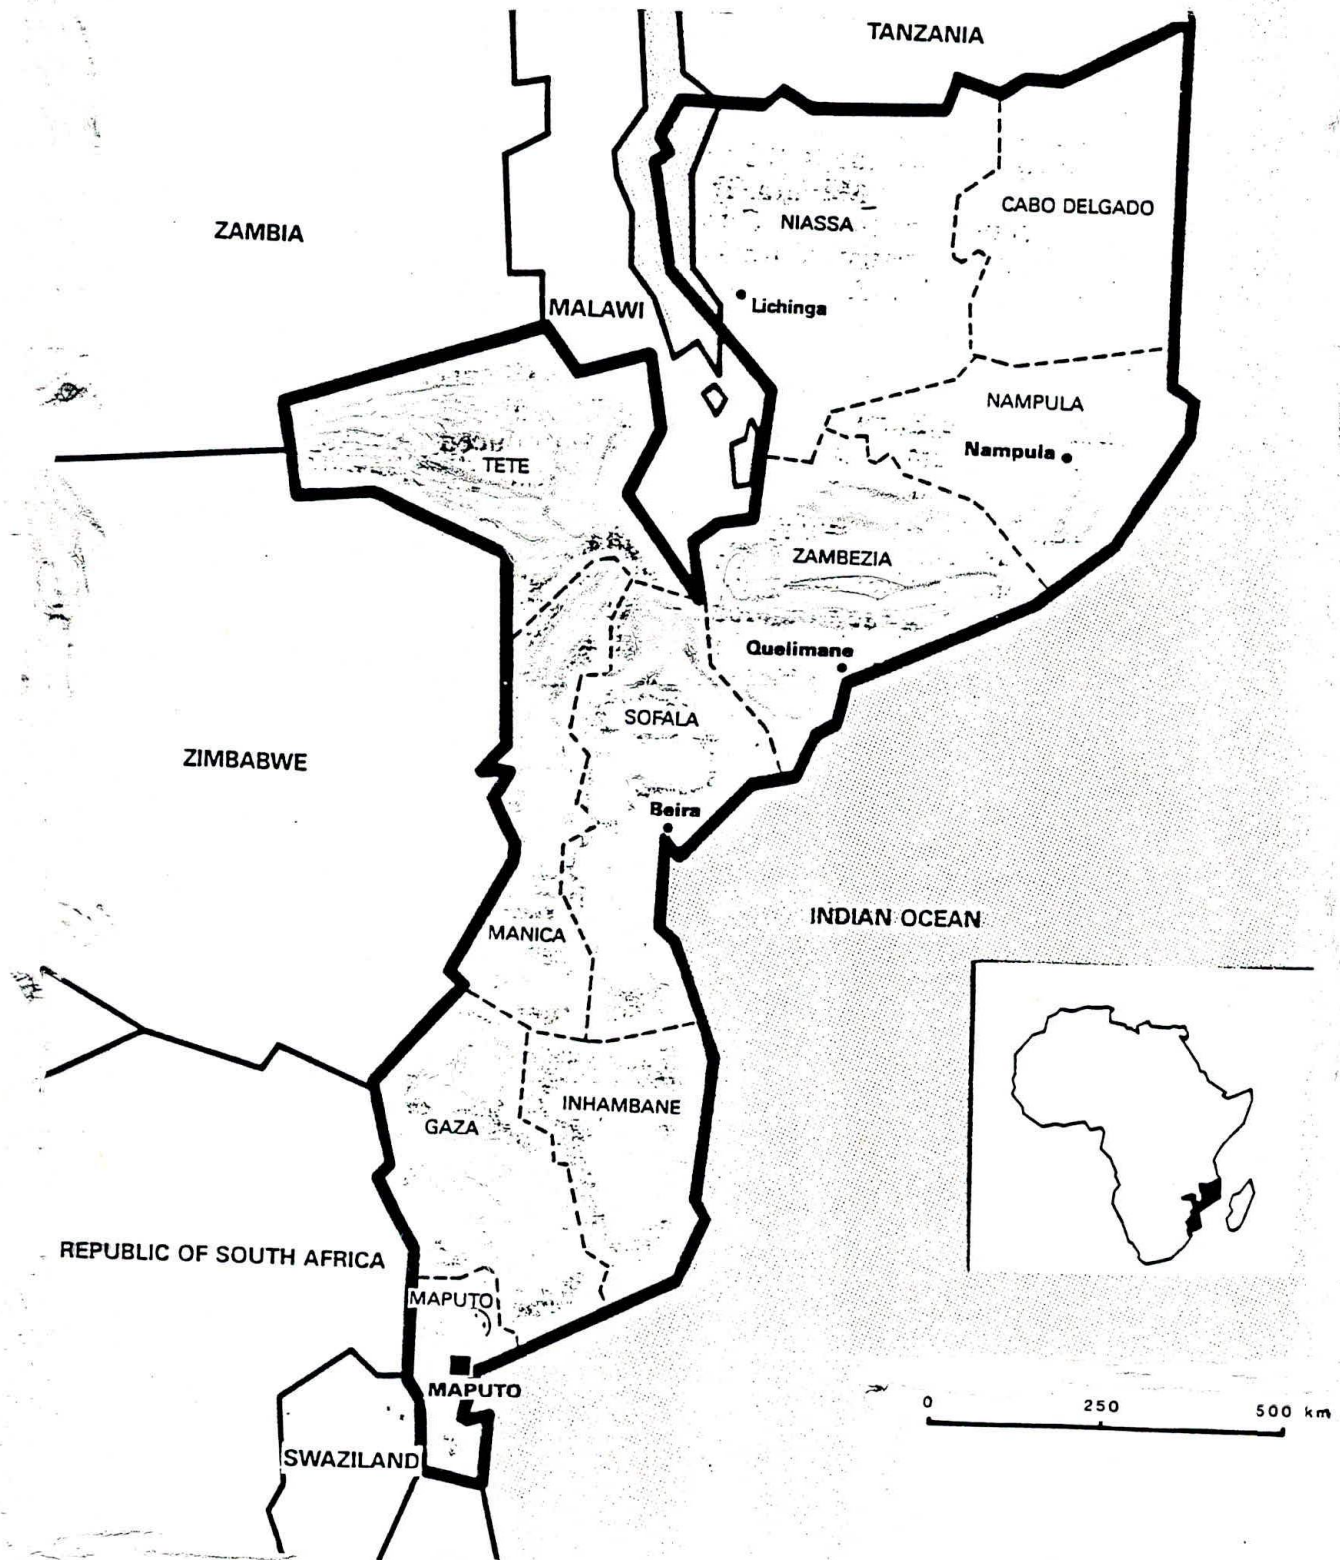 TANZANIA
CABO DELGADO
NIASSA
ZAMBIA
Lichinga
MALAWI
NAMPULA
Nampula
TETE
ZAMBEZIA
Quelimane
SOFALA
ZIMBABWE
Beira
INDIAN OCEAN
MANICA
INHAMBANE
GAZA
REPUBLIC OF SOUTH AFRICA
MAPUTO
MAPUTO
0 250 500 km
SWAZILAND